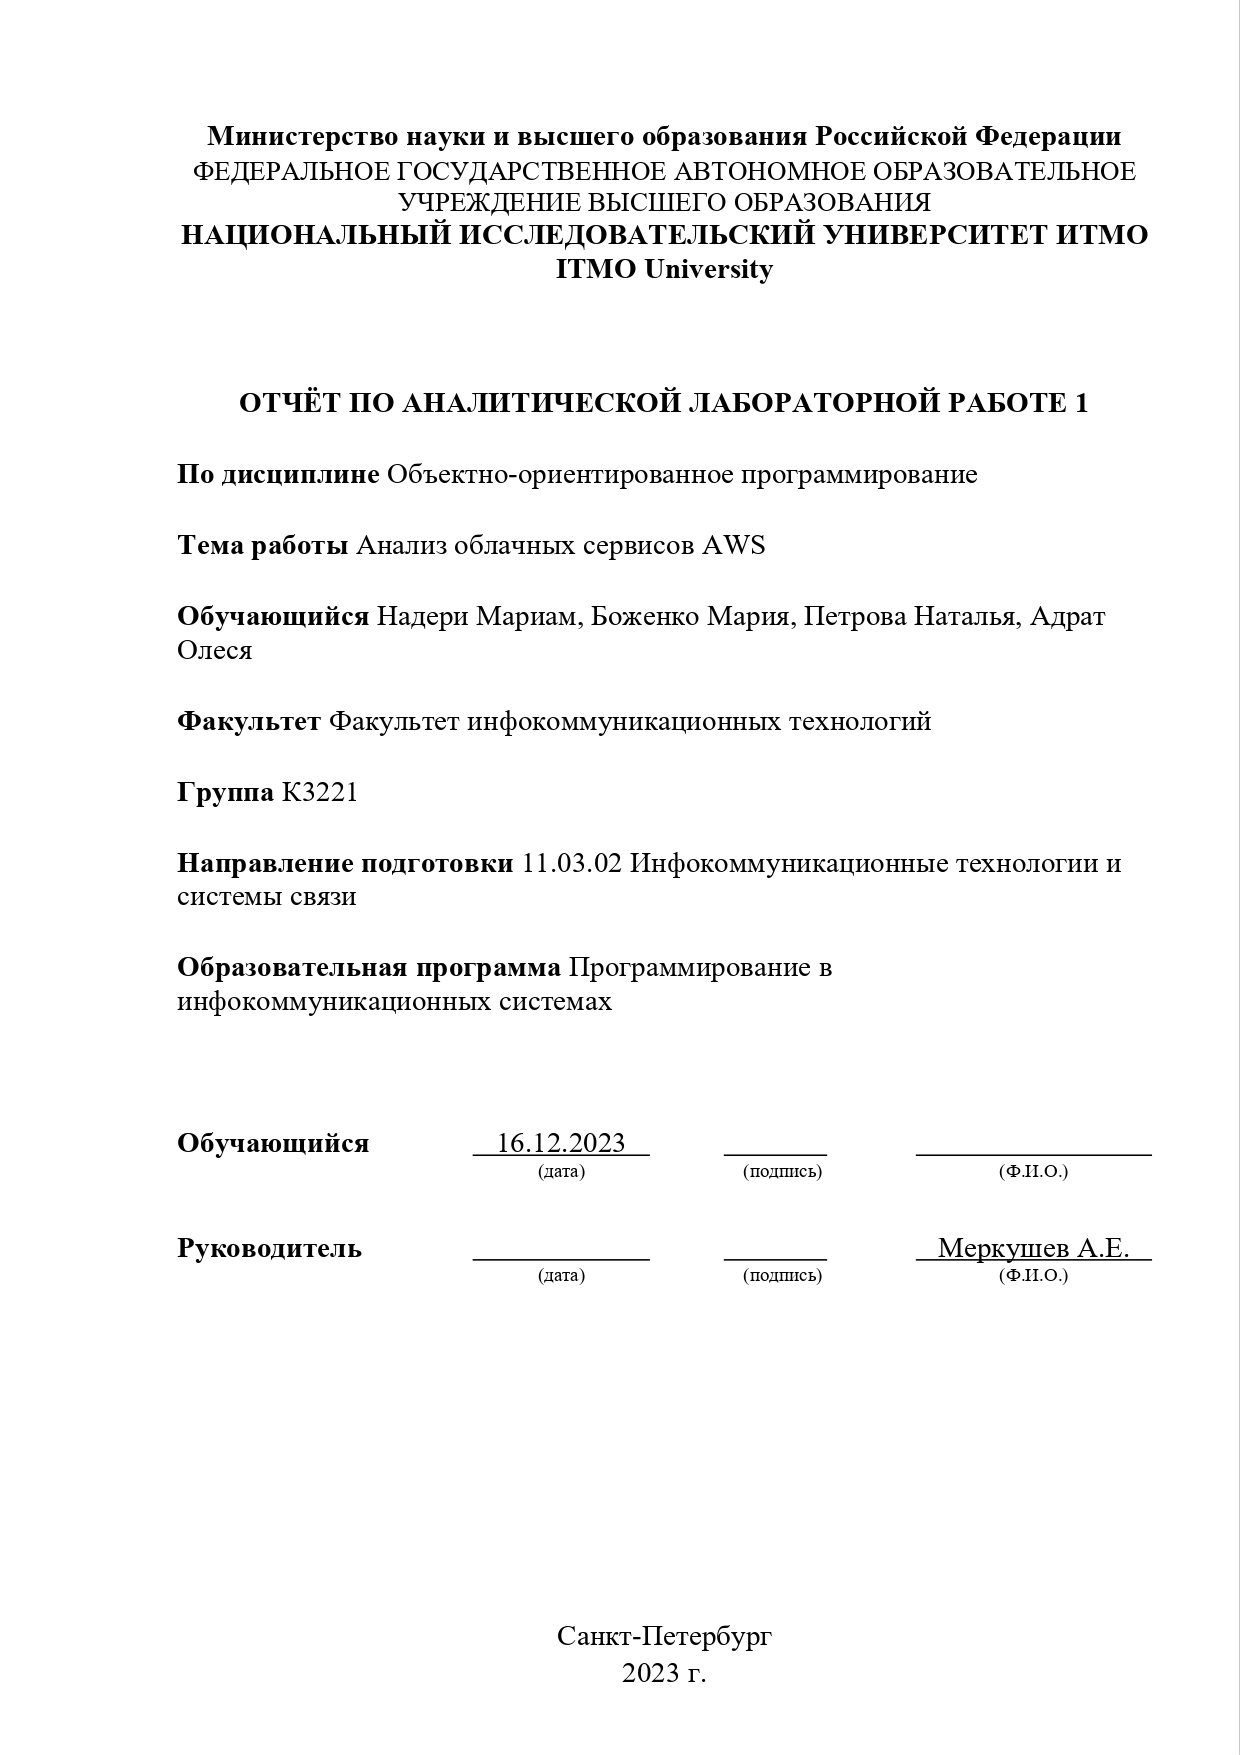 Министерство науки и высшего образования Российской Федерации
ФЕДЕРАЛЬНОЕ ГОСУДАРСТВЕННОЕ АВТОНОМНОЕ ОБРАЗОВАТЕЛЬНОЕ
УЧРЕЖДЕНИЕ ВЫСШЕГО ОБРАЗОВАНИЯ
НАЦИОНАЛЬНЫЙ ИССЛЕДОВАТЕЛЬСКИЙ УНИВЕРСИТЕТ ИТМО
ITMO University
ОТЧЁТ ПО АНАЛИТИЧЕСКОЙ ЛАБОРАТОРНОЙ РАБОТЕ 1
По дисциплине Объектно-ориентированное программирование
Тема работы Анализ облачных сервисов AWS
Обучающийся Надери Мариам, Боженко Мария, Петрова Наталья, Адрат
Олеся
Факультет Факультет инфокоммуникационных технологий
Группа К3221
Направление подготовки 11.03.02 Инфокоммуникационные технологии и
системы связи
Образовательная программа Программирование в
инфокоммуникационных системах
Обучающийся 16.12.2023
(дата) (подпись) (Ф.И.О.)
Руководитель Меркушев А.Е.
(дата) (подпись) (Ф.И.О.)
Санкт-Петербург
2023 г.